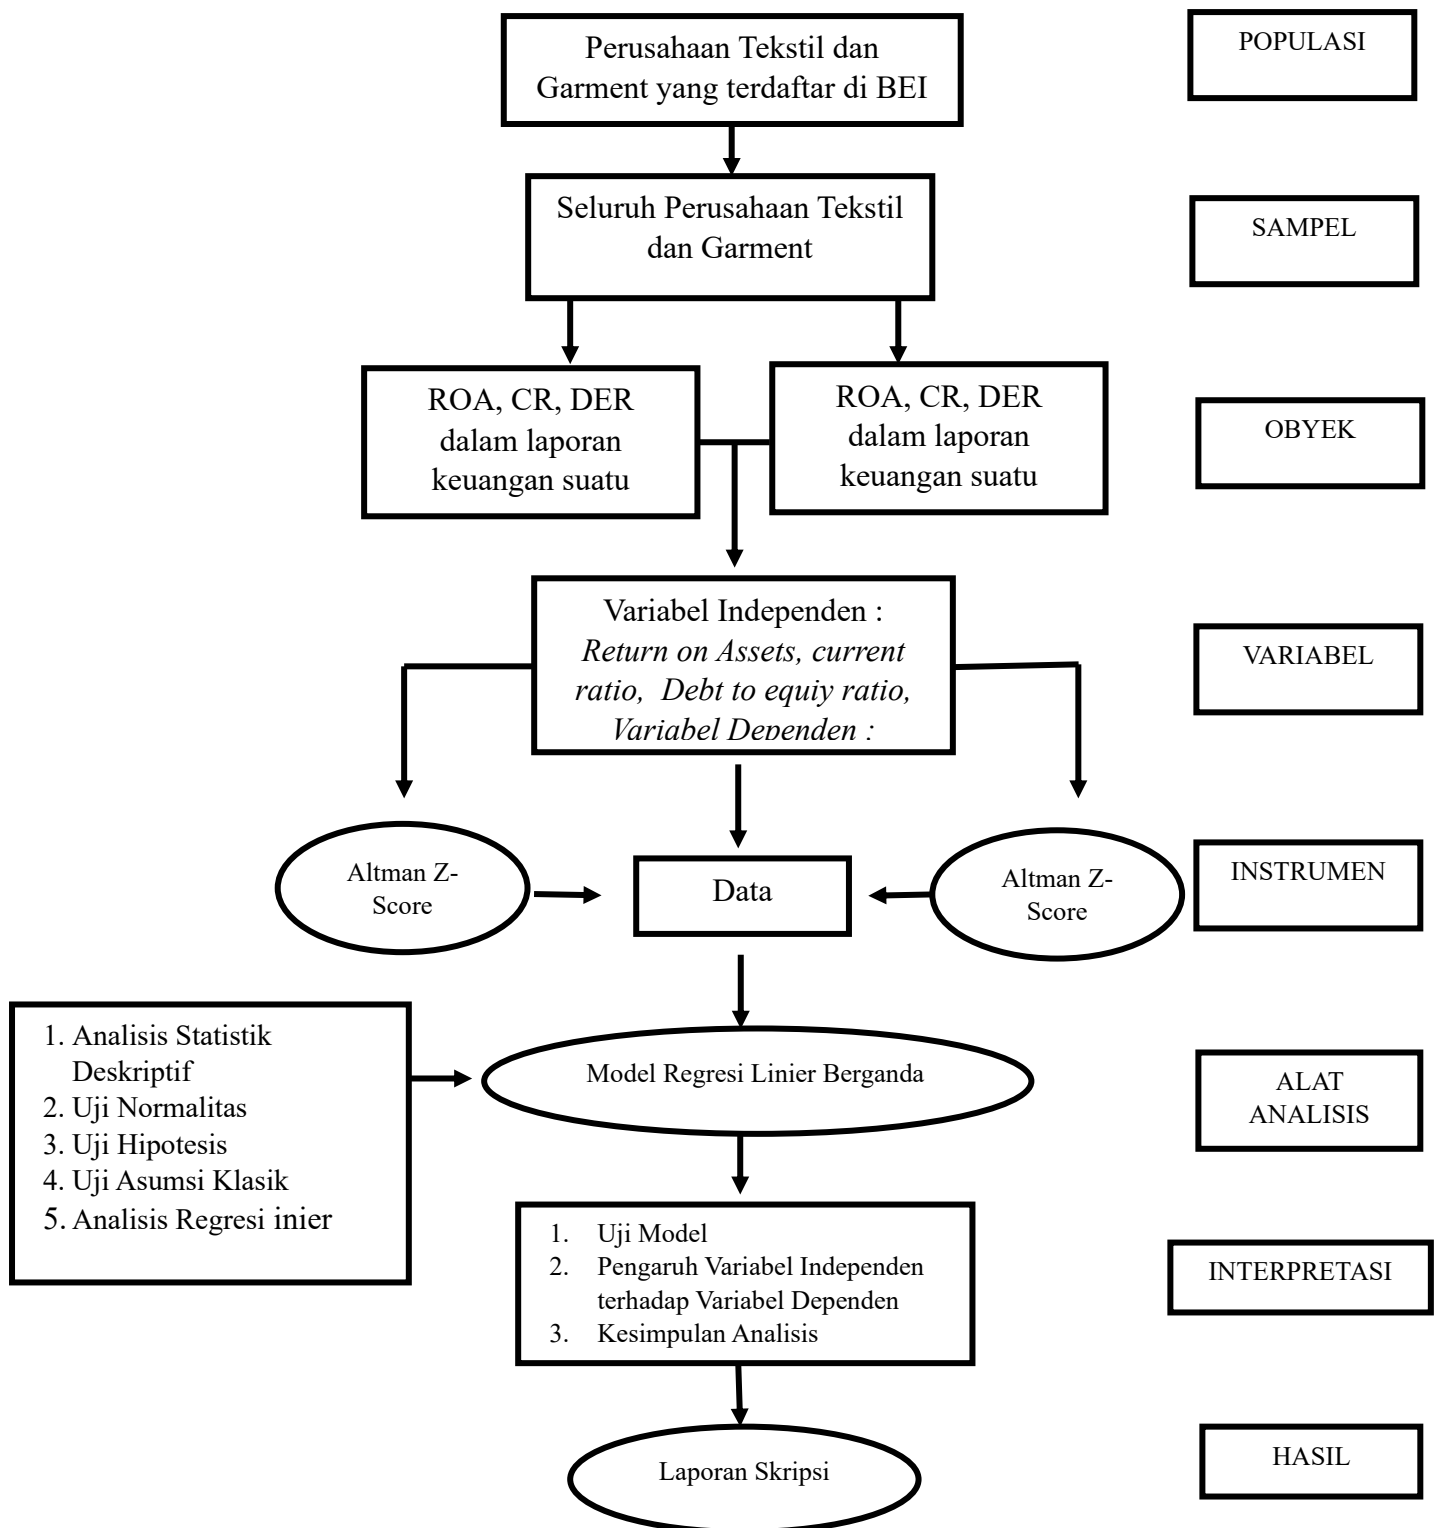 Perusahaan Tekstil dan
Garment yang terdaftar di BEI
POPULASI
Seluruh Perusahaan Tekstil
dan Garment
SAMPEL
ROA, CR, DER
dalam laporan
keuangan suatu
ROA, CR, DER
dalam laporan
keuangan suatu
OBYEK
Variabel Independen :
Return on Assets, current
ratio, Debt to equiy ratio,
Variabel Dependen :
VARIABEL
Altman Z-
Score
Data
Altman Z-
Score
INSTRUMEN
1. Analisis Statistik
Deskriptif
2. Uji Normalitas
3. Uji Hipotesis
4. Uji Asumsi Klasik
5. Analisis Regresi inier
Model Regresi Linier Berganda
ALAT
ANALISIS
1. Uji Model
2. Pengaruh Variabel Independen
terhadap Variabel Dependen
3. Kesimpulan Analisis
INTERPRETASI
Laporan Skripsi
HASIL